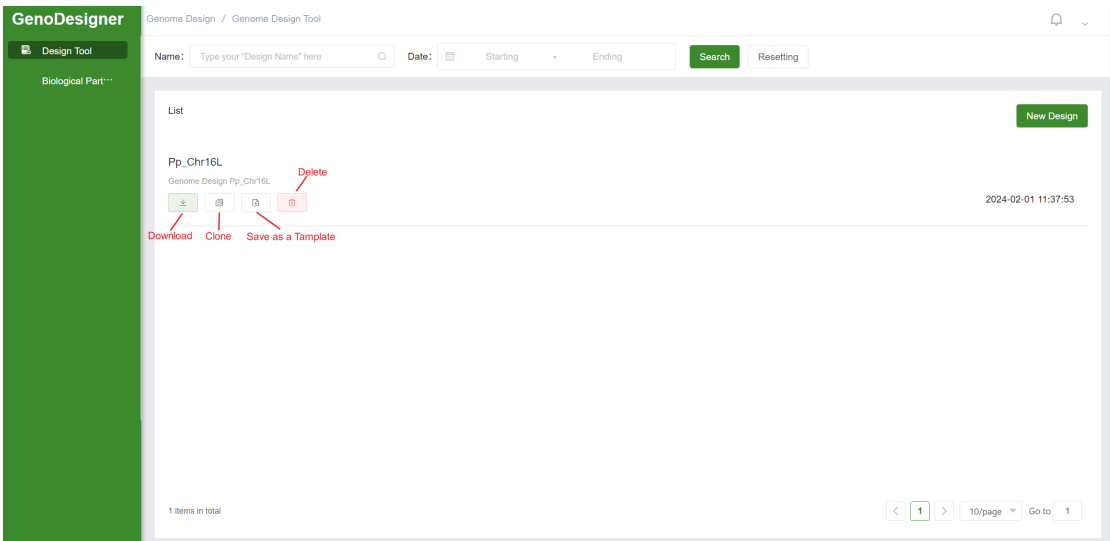 GenoDesigner
Genome Design / Genome Design Tool
Design Tool
Biological Part···
Name: Type your "Design Name" here Date: Starting - Ending Search Resetting
List
New Design
Pp_Chr16L
Genome Design Pp_Chr16L
Delete
2024-02-01 11:37:53
Download Clone Save as a Tamplate
1 items in total
< 1 > 10/page Go to 1